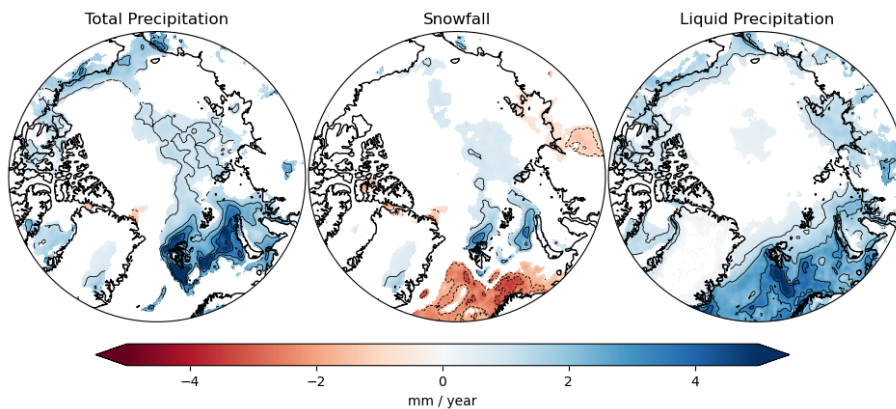 Total Precipitation
Snowfall
Liquid Precipitation
−4 −2 0 2 4
mm / year